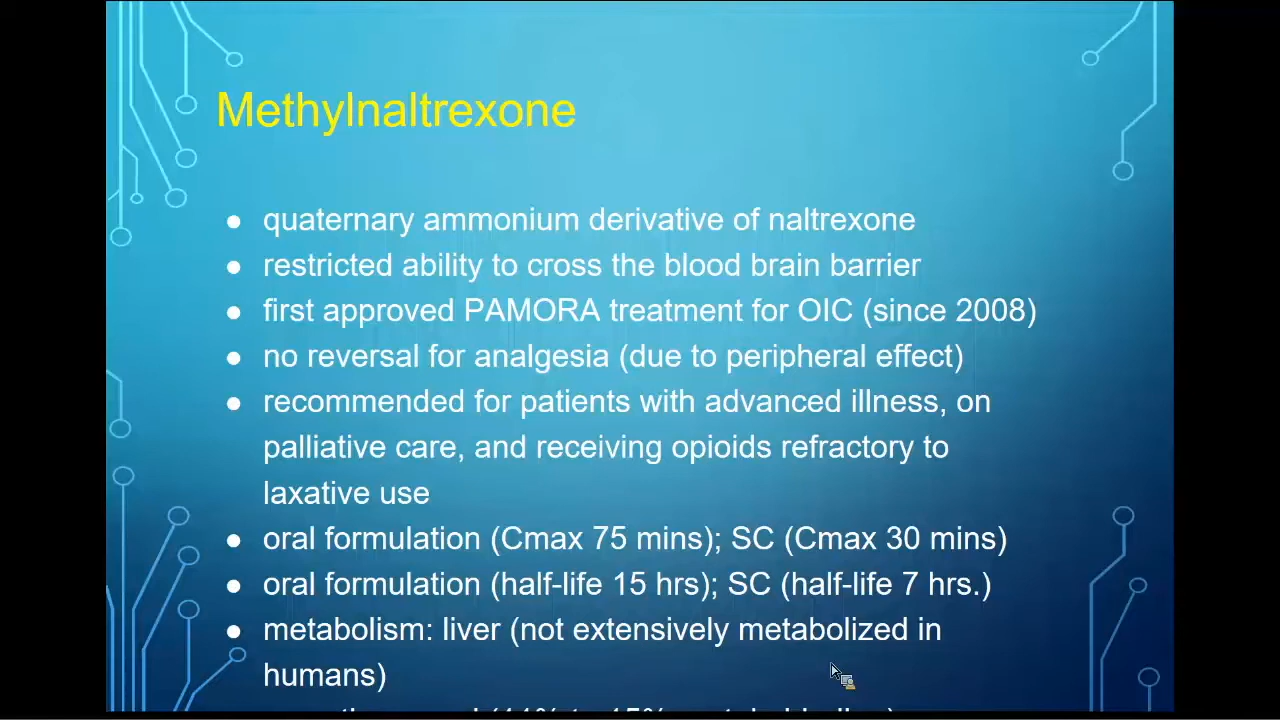 Methylnaltrexone
● quaternary ammonium derivative of naltrexone
● restricted ability to cross the blood brain barrier
● first approved PAMORA treatment for OIC (since 2008)
● no reversal for analgesia (due to peripheral effect)
● recommended for patients with advanced illness, on
palliative care, and receiving opioids refractory to
laxative use
● oral formulation (Cmax 75 mins); SC (Cmax 30 mins)
● oral formulation (half-life 15 hrs); SC (half-life 7 hrs.)
● metabolism: liver (not extensively metabolized in
humans)